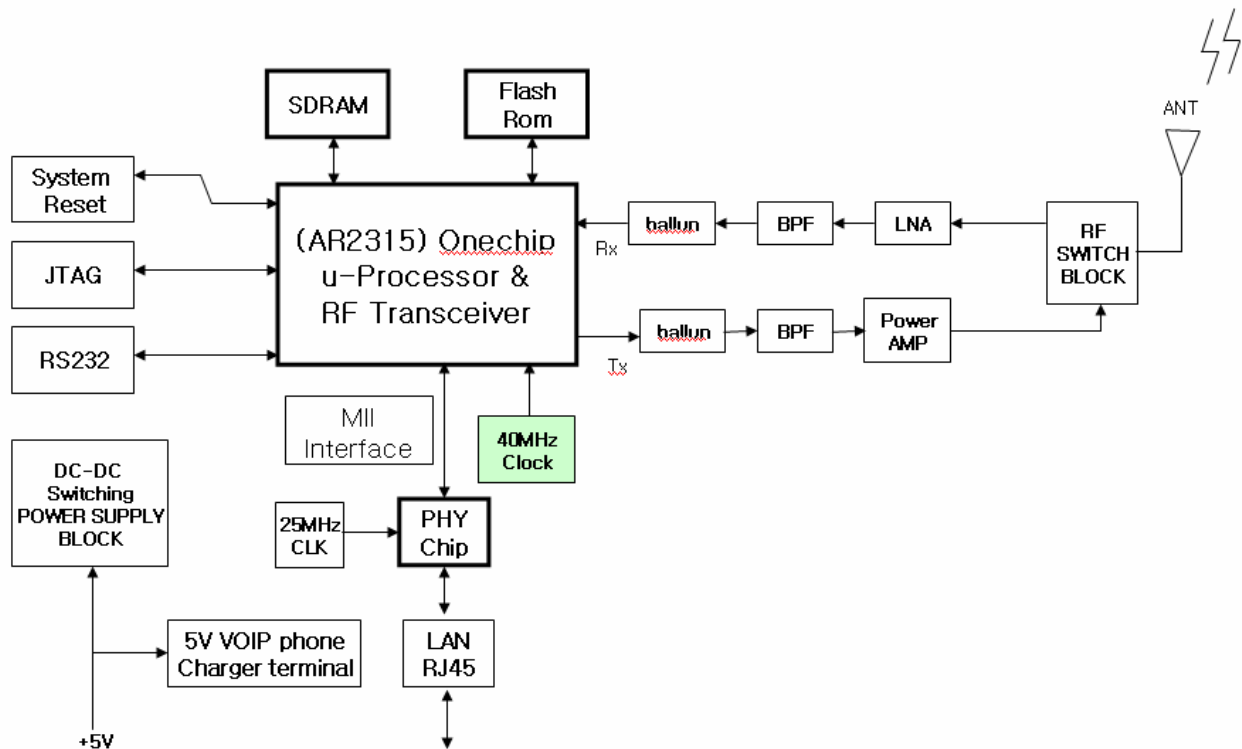 ANT
SDRAM
Flash
Rom
System
Reset
JTAG
RS232
(AR2315) Onechip
u-Processor &
RF Transceiver
Rx
ballun
BPF
LNA
RF
SWITCH
BLOCK
Tx
ballun
BPF
Power
AMP
MII
Interface
40MHz
Clock
DC-DC
Switching
POWER SUPPLY
BLOCK
25MHz
CLK
PHY
Chip
5V VOIP phone
Charger terminal
LAN
RJ45
+5V